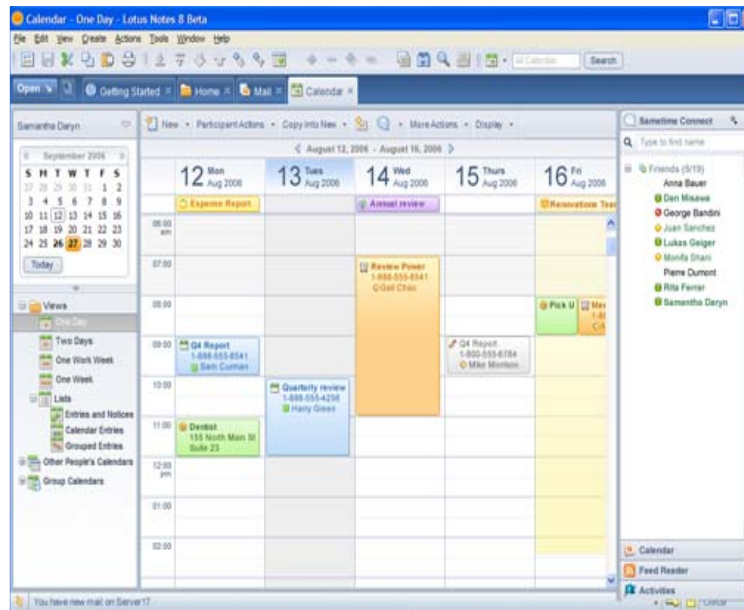 Calendar - One Day - Lotus Notes 8 Beta
File Edit View Create Actions Tools Window Help
Calendar Search
Open Getting Started Home Mail Calendar
Samantha Daryn
New Participant Actions Copy Into New More Actions Display
Sametime Connect
August 12, 2006 - August 16, 2006
Type to find name
September 2006
S M T W T F S
27 28 29 30 31 1 2
3 4 5 6 7 8 9
10 11 12 13 14 15 16
17 18 19 20 21 22 23
24 25 26 27 28 29 30
Today
12 Mon Aug 2006
13 Tues Aug 2006
14 Wed Aug 2006
15 Thurs Aug 2006
16 Fri Aug 2006
Expense Report
Annual review
Renovations Tea
Views
One Day
Two Days
One Work Week
One Week
Lists
Entries and Notices
Calendar Entries
Grouped Entries
Other People's Calendars
Group Calendars
06:00 am
07:00
08:00
09:00
10:00
11:00
12:00 pm
01:00
02:00
Q4 Report
1-888-555-8541
Sam Curman
Dentist
155 North Main St
Suite 23
Quarterly review
1-888-555-4298
Harry Green
Review Power
1-888-555-8541
Gail Chao
Q4 Report
1-800-555-6784
Mike Morrison
Pick U
Friends (5/19)
Anna Bauer
Dan Misawa
George Bandini
Juan Sanchez
Lukas Geiger
Monifa Shani
Pierre Dumont
Rita Ferrer
Samantha Daryn
Calendar
Feed Reader
Activities
You have new mail on Server17